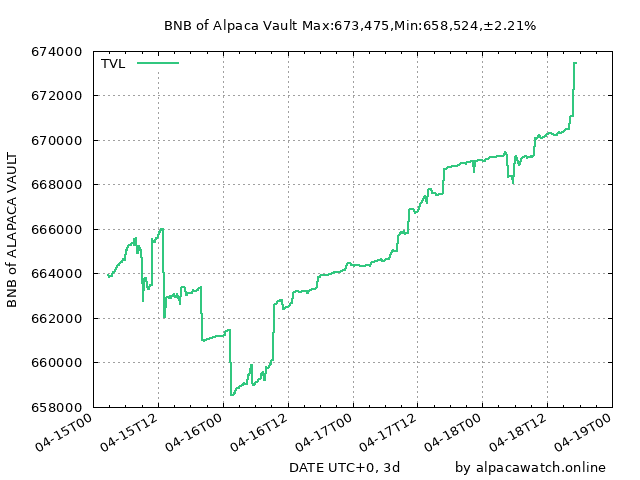 BNB of Alpaca Vault Max:673,475,Min:658,524,±2.21%
674000
672000
670000
668000
666000
664000
662000
660000
658000
BNB of ALAPACA VAULT
TVL
04-15T00
04-15T12
04-16T00
04-16T12
04-17T00
04-17T12
04-18T00
04-18T12
04-19T00
DATE UTC+0, 3d
by alpacawatch.online